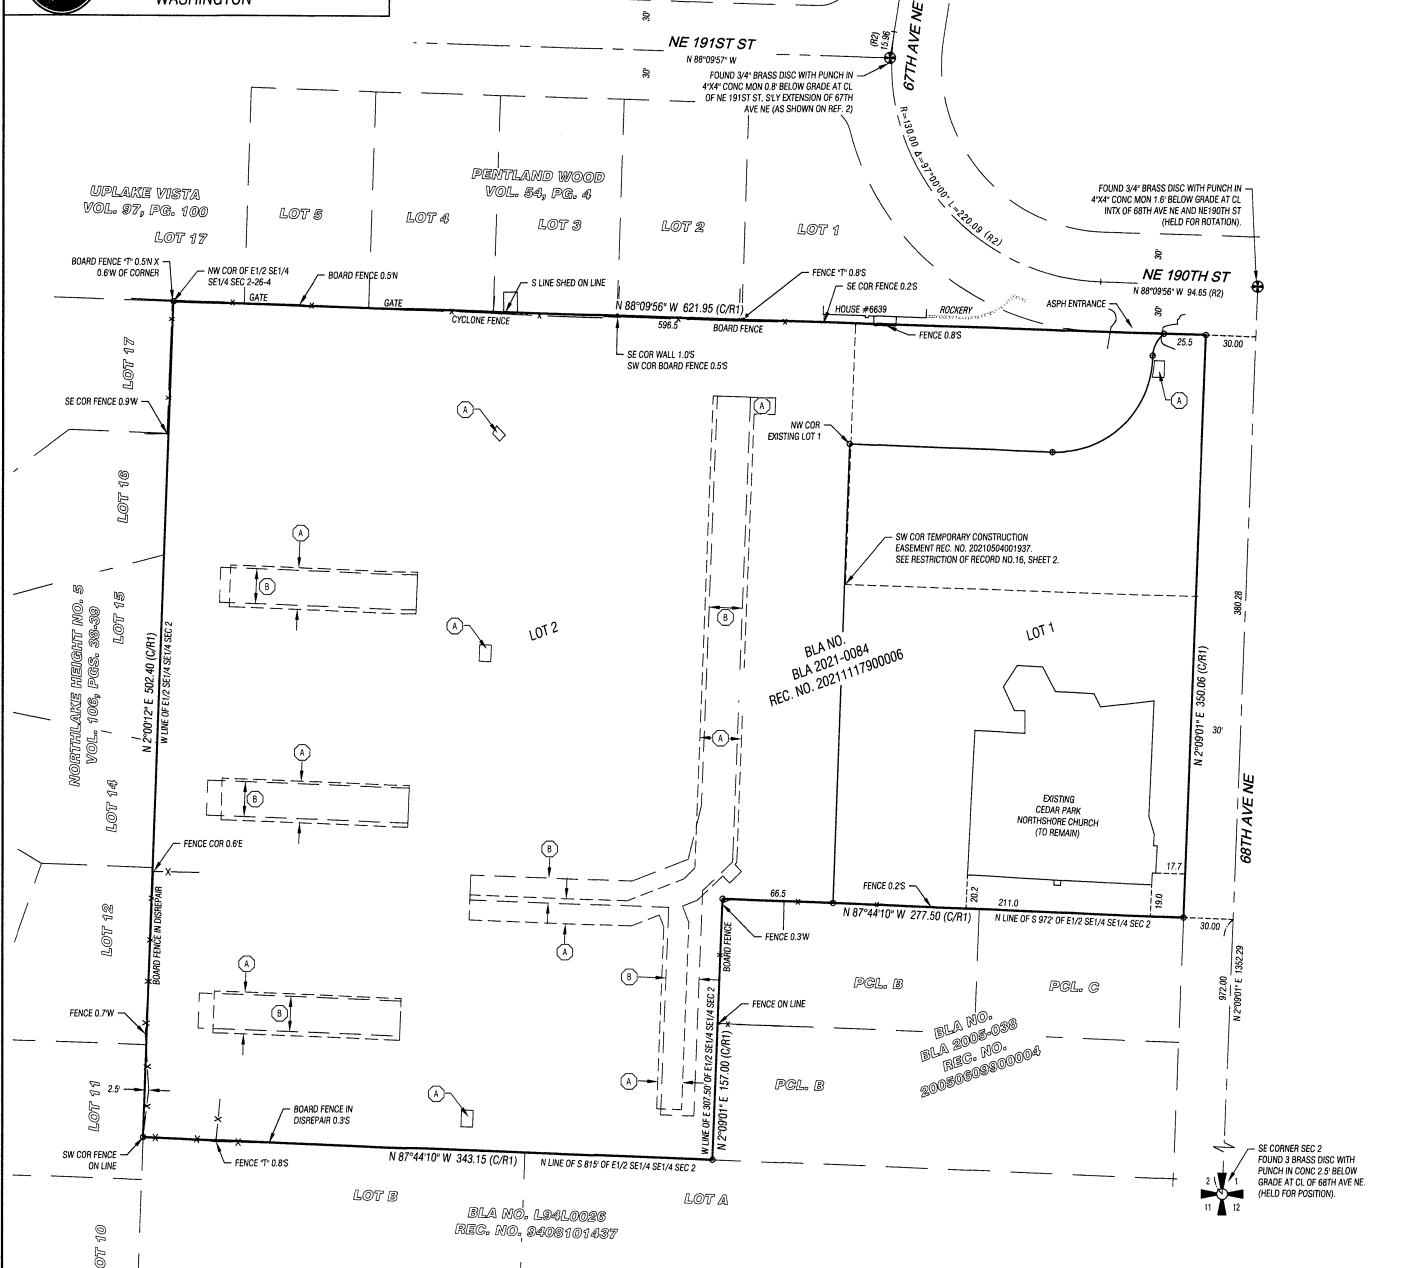 WASHINGTON
30'
NE 191ST ST
N 88°09'57" W
30'
(R2)
15.96
67TH AVE NE
FOUND 3/4" BRASS DISC WITH PUNCH IN
4"X4" CONC MON 0.8' BELOW GRADE AT CL
OF NE 191ST ST, S'LY EXTENSION OF 67TH
AVE NE (AS SHOWN ON REF. 2)
R=130.00 Δ=97°00'00" L=220.09 (R2)
UPLAKE VISTA
VOL. 97, PG. 100
LOT 17
PENTLAND WOOD
VOL. 54, PG. 4
LOT 5
LOT 4
LOT 3
LOT 2
LOT 1
FOUND 3/4" BRASS DISC WITH PUNCH IN
4"X4" CONC MON 1.6' BELOW GRADE AT CL
INTX OF 68TH AVE NE AND NE190TH ST
(HELD FOR ROTATION).
30'
NE 190TH ST
N 88°09'56" W 94.65 (R2)
30'
BOARD FENCE "T" 0.5'N X
0.6'W OF CORNER
NW COR OF E1/2 SE1/4
SE1/4 SEC 2-26-4
BOARD FENCE 0.5'N
S LINE SHED ON LINE
FENCE "T" 0.8'S
SE COR FENCE 0.2'S
GATE
GATE
CYCLONE FENCE
N 88°09'56" W 621.95 (C/R1)
596.5
BOARD FENCE
HOUSE #6639
ROCKERY
ASPH ENTRANCE
FENCE 0.8'S
25.5
30.00
SE COR WALL 1.0'S
SW COR BOARD FENCE 0.5'S
LOT 17
SE COR FENCE 0.9'W
A
A
A
NW COR
EXISTING LOT 1
LOT 16
SW COR TEMPORARY CONSTRUCTION
EASEMENT REC. NO. 20210504001937.
SEE RESTRICTION OF RECORD NO.16, SHEET 2.
A
B
B
A
LOT 2
LOT 1
NORTHLAKE HEIGHT NO. 5
VOL. 106, PGS. 38-39
LOT 15
N 2°00'12" E 502.40 (C/R1)
W LINE OF E1/2 SE1/4 SE1/4 SEC 2
BLA NO.
BLA 2021-0084
REC. NO. 20211117900006
380.28
N 2°09'01" E 350.06 (C/R1)
30'
68TH AVE NE
A
A
B
LOT 14
EXISTING
CEDAR PARK
NORTHSHORE CHURCH
(TO REMAIN)
FENCE COR 0.6'E
B
17.7
FENCE 0.2'S
66.5
20.2
211.0
19.0
N 87°44'10" W 277.50 (C/R1)
N LINE OF S 972' OF E1/2 SE1/4 SE1/4 SEC 2
30.00
LOT 12
BOARD FENCE IN DISREPAIR
A
BOARD FENCE
FENCE 0.3'W
A
B
B
PCL. B
PCL. C
972.00
N 2°09'01" E 1352.29
FENCE 0.7'W
FENCE ON LINE
BLA NO.
BLA 2005-038
REC. NO.
20050609900004
W LINE OF E 307.50' OF E1/2 SE1/4 SE1/4 SEC 2
N 2°09'01" E 157.00 (C/R1)
PCL. B
LOT 11
2.5'
A
A
BOARD FENCE IN
DISREPAIR 0.3'S
SW COR FENCE
ON LINE
FENCE "T" 0.8'S
N 87°44'10" W 343.15 (C/R1)
N LINE OF S 815' OF E1/2 SE1/4 SE1/4 SEC 2
LOT B
LOT A
BLA NO. L94L0026
REC. NO. 9408101437
LOT 10
SE CORNER SEC 2
FOUND 3 BRASS DISC WITH
PUNCH IN CONC 2.5' BELOW
GRADE AT CL OF 68TH AVE NE.
(HELD FOR POSITION).
2 1
11 12